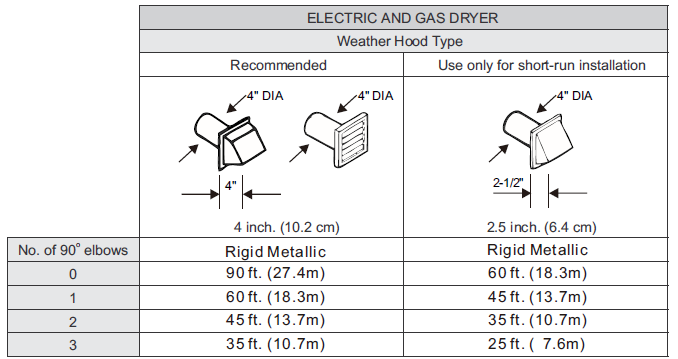 ELECTRIC AND GAS DRYER
Weather Hood Type
Recommended
Use only for short-run installation
4" DIA
4" DIA
4" DIA
4"
2-1/2"
4 inch. (10.2 cm)
2.5 inch. (6.4 cm)
No. of 90° elbows
Rigid Metallic
Rigid Metallic
0
90 ft. (27.4m)
60 ft. (18.3m)
1
60 ft. (18.3m)
45 ft. (13.7m)
2
45 ft. (13.7m)
35 ft. (10.7m)
3
35 ft. (10.7m)
25 ft. ( 7.6m)